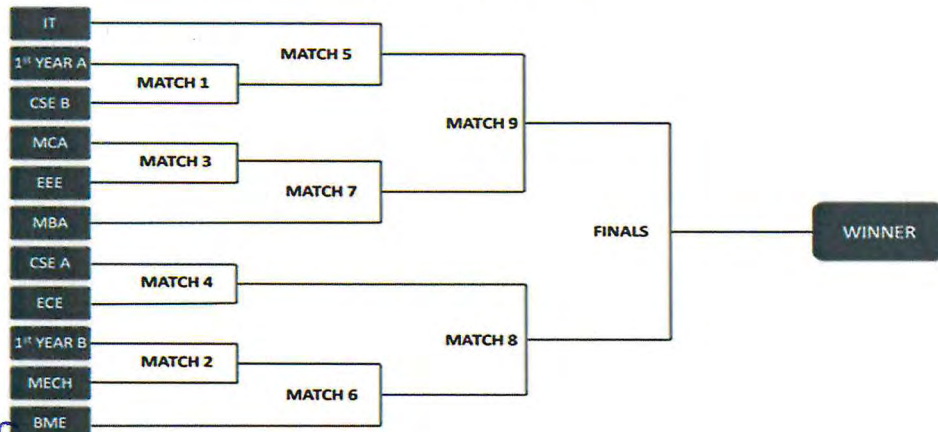 IT
1st YEAR A
CSE B
MCA
EEE
MBA
CSE A
ECE
1st YEAR B
MECH
BME
MATCH 1
MATCH 3
MATCH 4
MATCH 2
MATCH 5
MATCH 7
MATCH 6
MATCH 9
MATCH 8
FINALS
WINNER